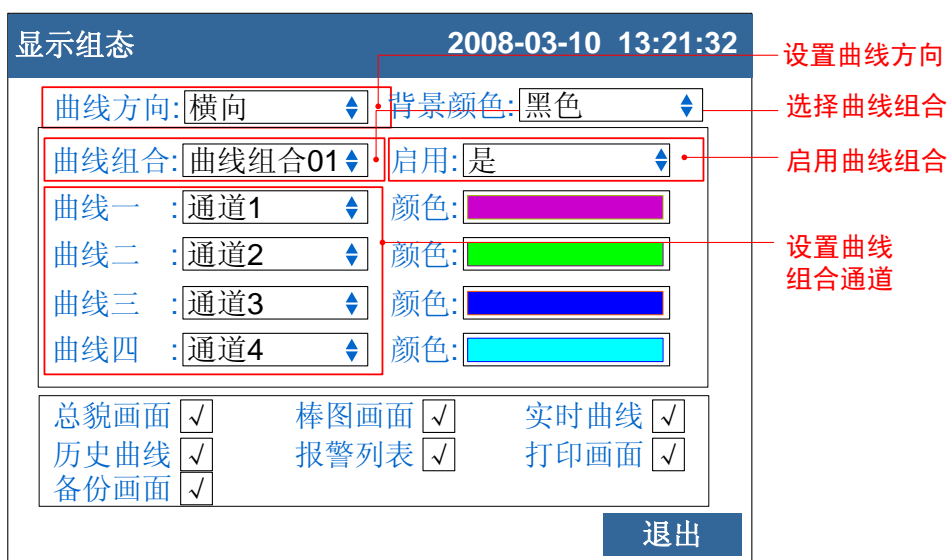 显示组态 2008-03-10 13:21:32
设置曲线方向
曲线方向:横向 背景颜色:黑色
选择曲线组合
曲线组合:曲线组合01 启用:是
启用曲线组合
曲线一 :通道1 颜色:
曲线二 :通道2 颜色:
设置曲线
组合通道
曲线三 :通道3 颜色:
曲线四 :通道4 颜色:
总貌画面 √ 棒图画面 √ 实时曲线 √
历史曲线 √ 报警列表 √ 打印画面 √
备份画面 √
退出